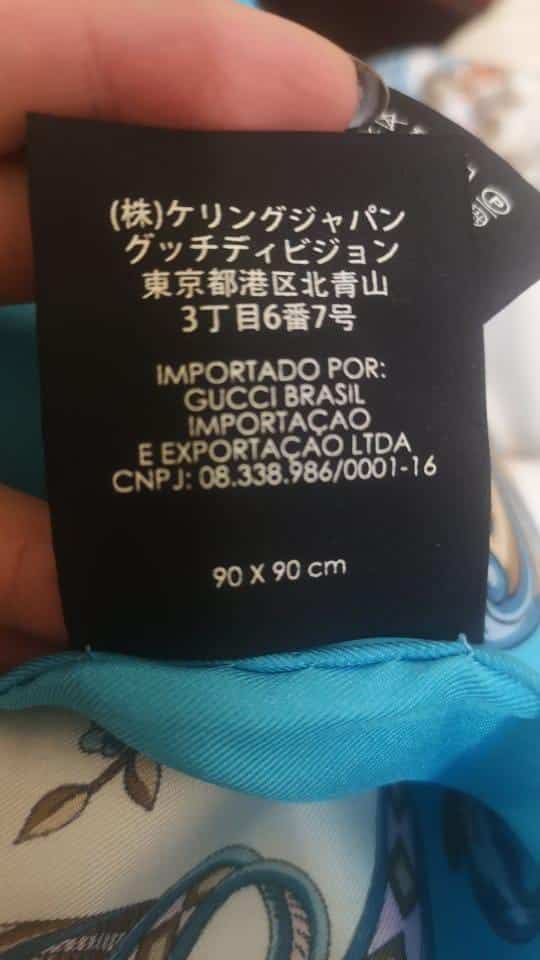 (株)ケリングジャパン
グッチディビジョン
東京都港区北青山
3丁目6番7号
IMPORTADO POR:
GUCCI BRASIL
IMPORTAÇAO
E EXPORTAÇAO LTDA
CNPJ: 08.338.986/0001-16
90 X 90 cm
P